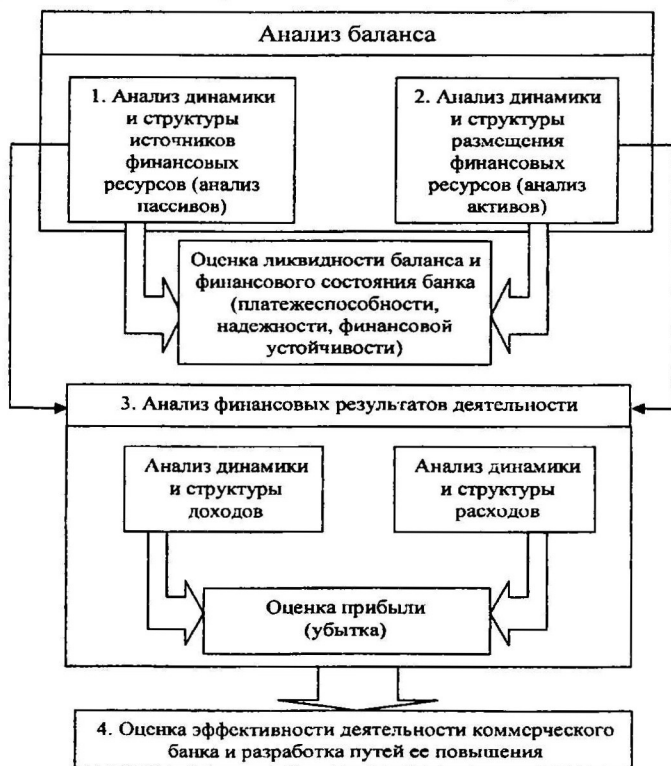 Анализ баланса
1. Анализ динамики
и структуры
источников
финансовых
ресурсов (анализ
пассивов)
2. Анализ динамики
и структуры
размещения
финансовых
ресурсов (анализ
активов)
Оценка ликвидности баланса и
финансового состояния банка
(платежеспособности,
надежности, финансовой
устойчивости)
3. Анализ финансовых результатов деятельности
Анализ динамики
и структуры
доходов
Анализ динамики
и структуры
расходов
Оценка прибыли
(убытка)
4. Оценка эффективности деятельности коммерческого
банка и разработка путей ее повышения